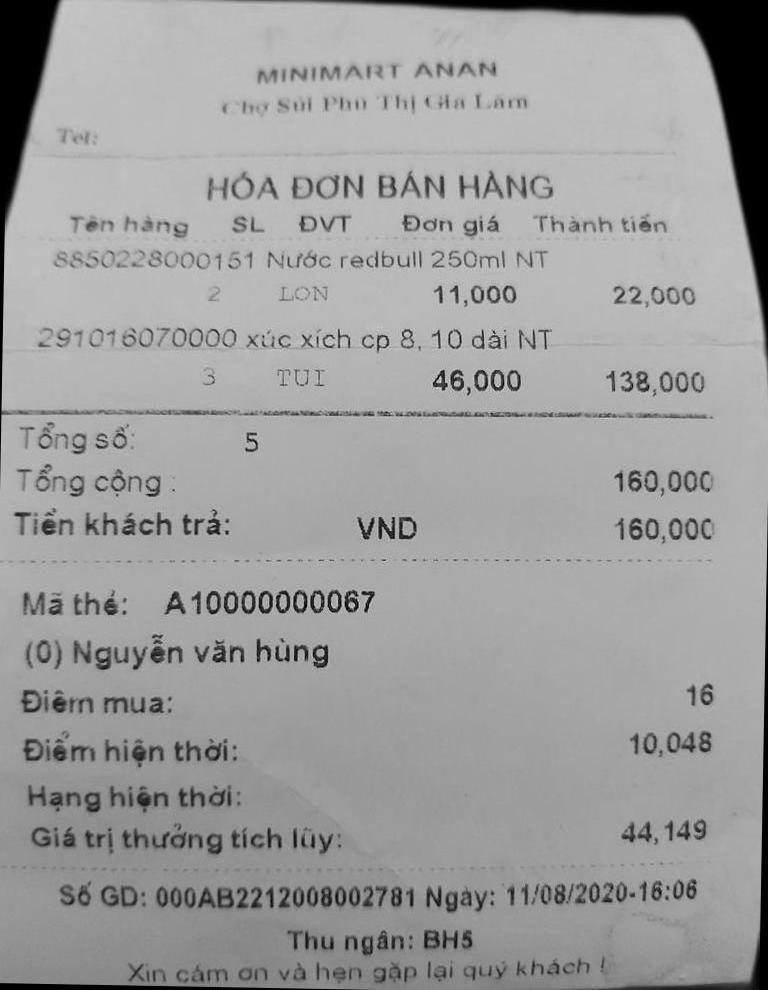 MINIMART ANAN
Chợ Sủi Phú Thị Gia Lâm
Tel:
HÓA ĐƠN BÁN HÀNG
Tên hàng SL ĐVT Đơn giá Thành tiền
8850228000151 Nước redbull 250ml NT
2 LON 11,000 22,000
291016070000 xúc xích cp 8, 10 dài NT
3 TUI 46,000 138,000
Tổng số: 5
Tổng cộng : 160,000
Tiền khách trả: VND 160,000
Mã thẻ: A10000000067
(0) Nguyễn văn hùng
Điểm mua: 16
Điểm hiện thời: 10,048
Hạng hiện thời:
Giá trị thưởng tích lũy: 44,149
Số GD: 000AB2212008002781 Ngày: 11/08/2020-16:06
Thu ngân: BH5
Xin cám ơn và hẹn gặp lại quý khách !